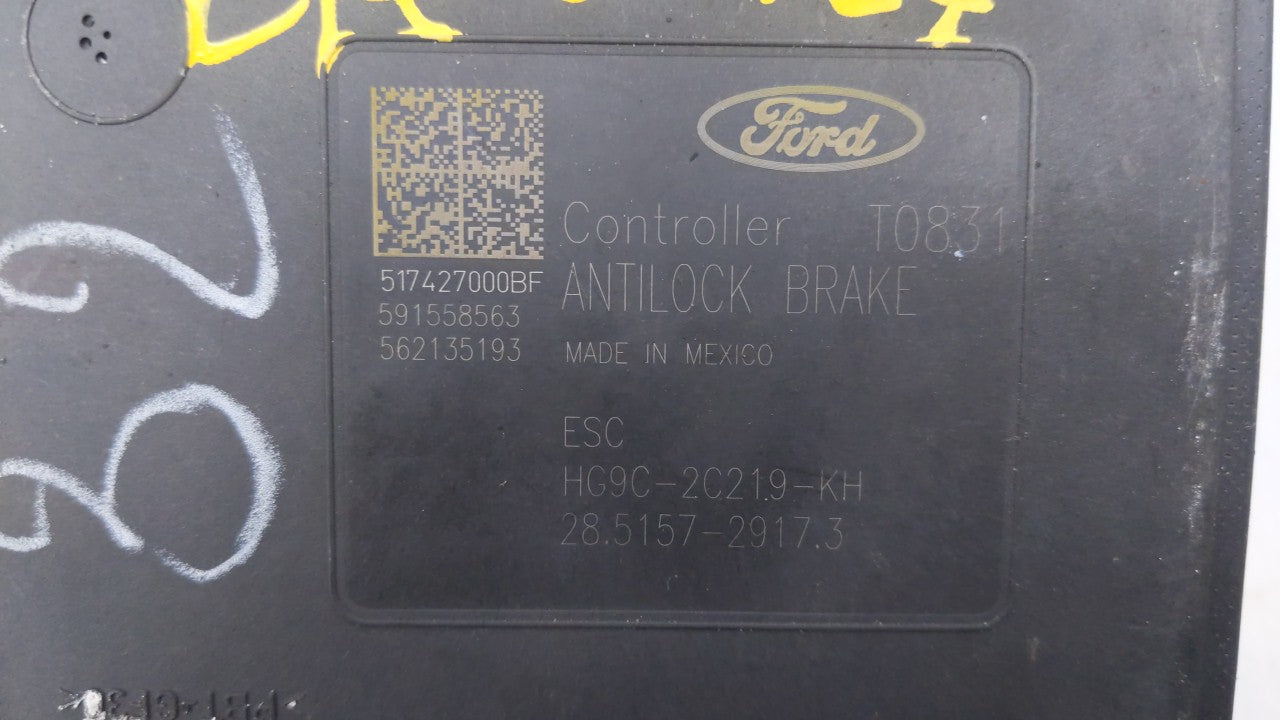 Ford
Controller T0831
517427000BF
ANTILOCK BRAKE
591558563
562135193
MADE IN MEXICO
ESC
HG9C-2C219-KH
28.5157-2917.3